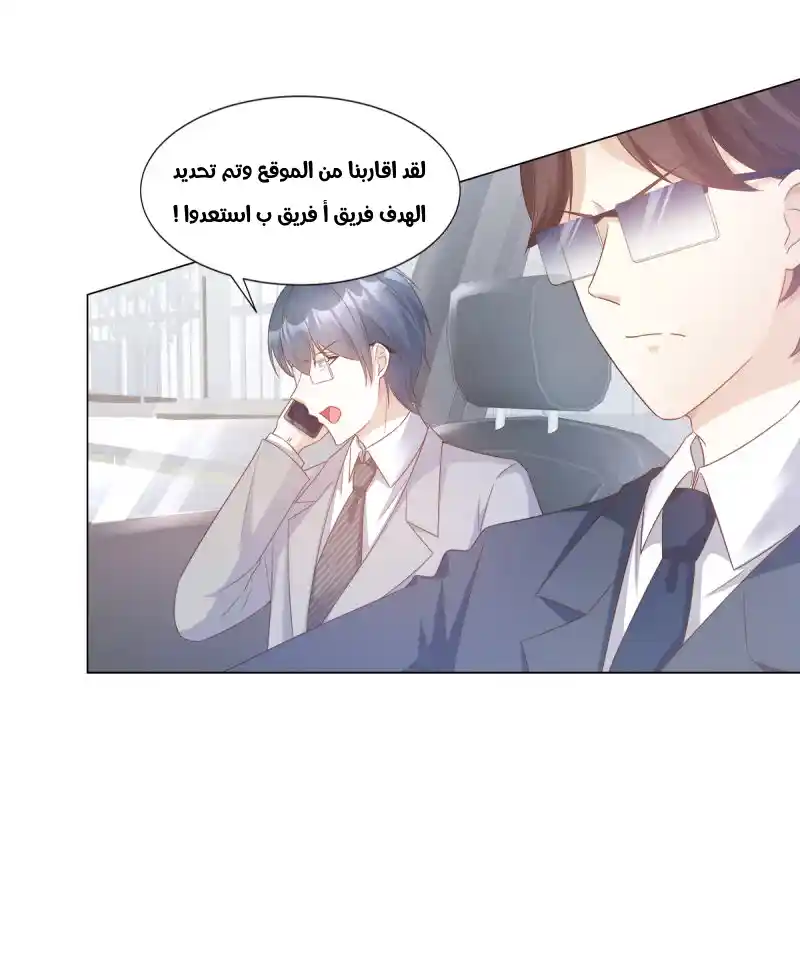 لقد اقاربنا من الموقع وتم تحديد
الهدف فريق أ فريق ب استعدوا !